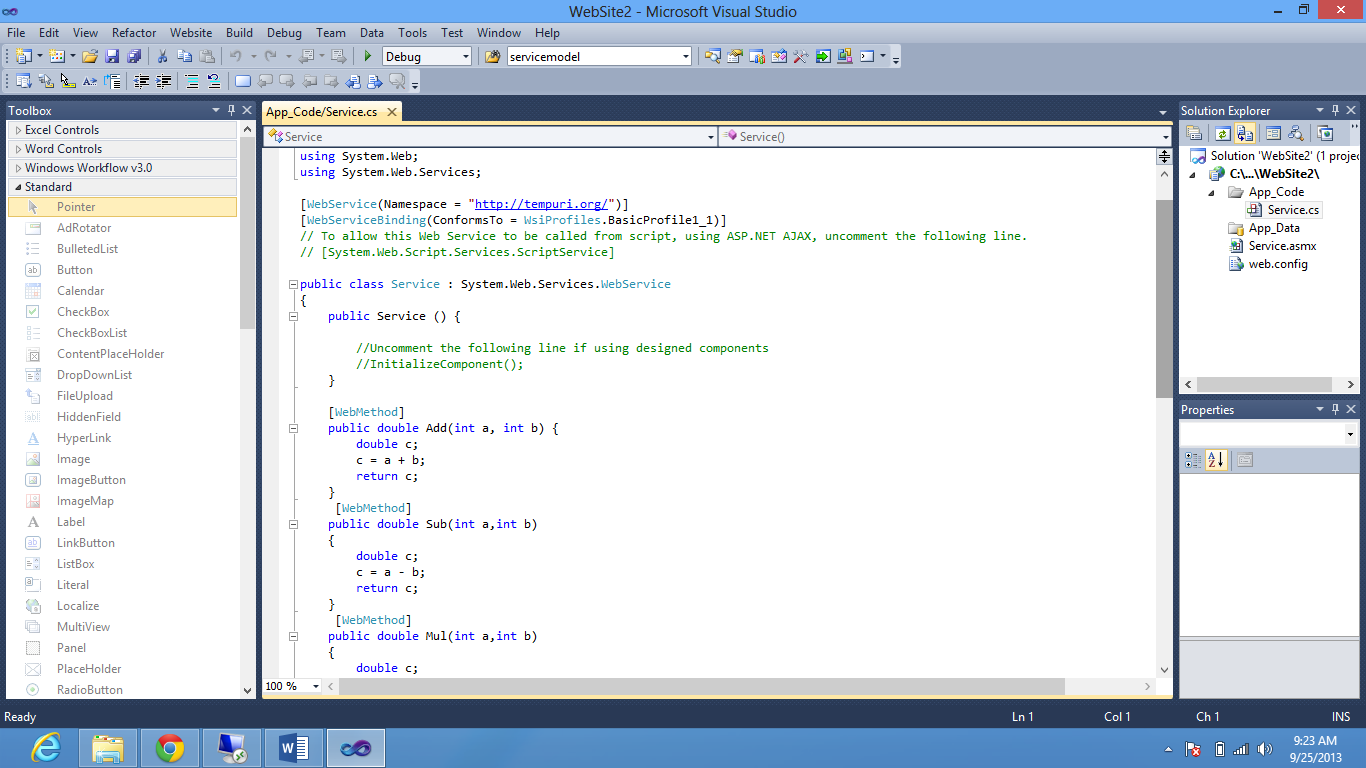 WebSite2 - Microsoft Visual Studio
File Edit View Refactor Website Build Debug Team Data Tools Test Window Help
Debug servicemodel
Toolbox
Excel Controls
Word Controls
Windows Workflow v3.0
Standard
Pointer
AdRotator
BulletedList
Button
Calendar
CheckBox
CheckBoxList
ContentPlaceHolder
DropDownList
FileUpload
HiddenField
HyperLink
Image
ImageButton
ImageMap
Label
LinkButton
ListBox
Literal
Localize
MultiView
Panel
PlaceHolder
RadioButton
App_Code/Service.cs
Service Service()
using System.Web;
using System.Web.Services;
[WebService(Namespace = "http://tempuri.org/")]
[WebServiceBinding(ConformsTo = WsiProfiles.BasicProfile1_1)]
// To allow this Web Service to be called from script, using ASP.NET AJAX, uncomment the following line.
// [System.Web.Script.Services.ScriptService]
public class Service : System.Web.Services.WebService
{
public Service () {
//Uncomment the following line if using designed components
//InitializeComponent();
}
[WebMethod]
public double Add(int a, int b) {
double c;
c = a + b;
return c;
}
[WebMethod]
public double Sub(int a,int b)
{
double c;
c = a - b;
return c;
}
[WebMethod]
public double Mul(int a,int b)
{
double c;
100 %
Solution Explorer
Solution 'WebSite2' (1 projec
C:\...\WebSite2\
App_Code
Service.cs
App_Data
Service.asmx
web.config
Properties
Ready Ln 1 Col 1 Ch 1 INS
9:23 AM
9/25/2013